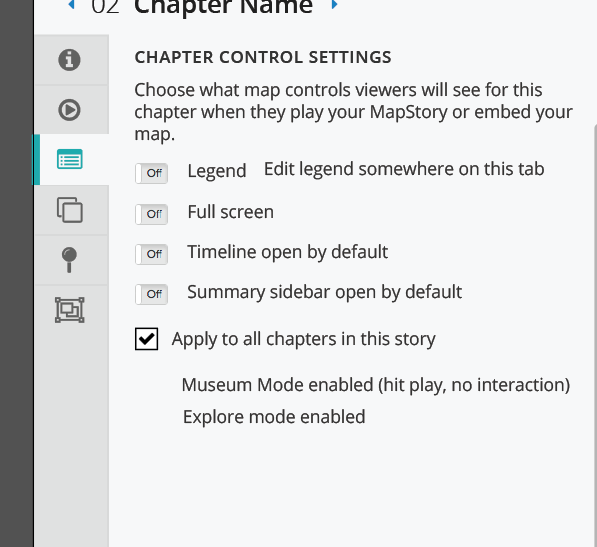 02 Chapter Name
CHAPTER CONTROL SETTINGS
Choose what map controls viewers will see for this
chapter when they play your MapStory or embed your
map.
Off Legend Edit legend somewhere on this tab
Off Full screen
Off Timeline open by default
Off Summary sidebar open by default
Apply to all chapters in this story
Museum Mode enabled (hit play, no interaction)
Explore mode enabled